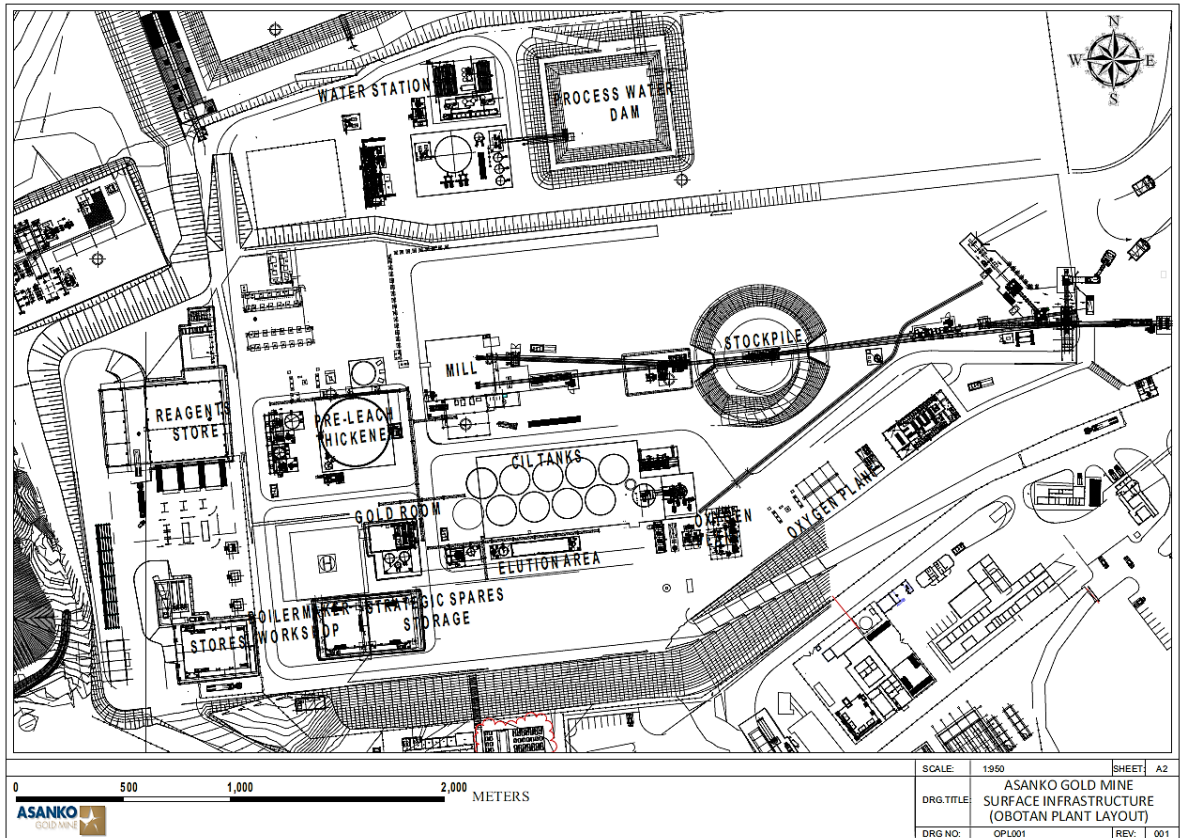 N
W E
S
WATER STATION
PROCESS WATER
DAM
STOCKPILE
MILL
REAGENTS
STORE
PRE-LEACH
THICKENER
CIL TANKS
GOLD ROOM
OXYGEN
OXYGEN PLANT
ELUTION AREA
H
BOILERMAKER
WORKSHOP
STRATEGIC SPARES
STORAGE
STORES
0 500 1,000 2,000
METERS
ASANKO
GOLD MINE
SCALE: 1:950 SHEET: A2
DRG.TITLE: ASANKO GOLD MINE
SURFACE INFRASTRUCTURE
(OBOTAN PLANT LAYOUT)
DRG NO: OPL001 REV: 001